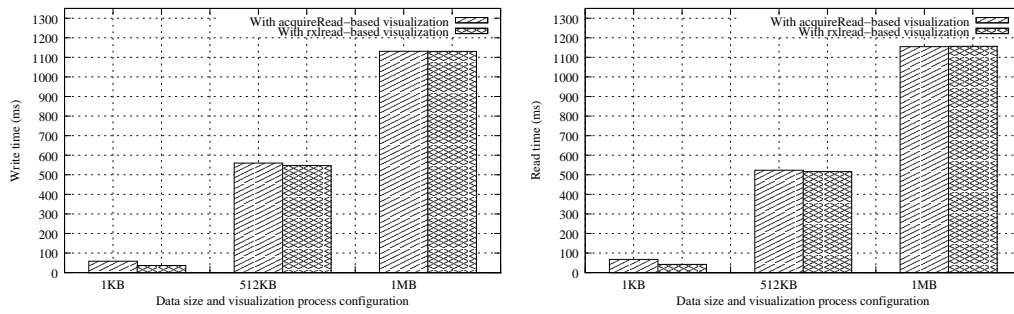 1300
1200
1100
1000
900
800
700
600
500
400
300
200
100
0
Write time (ms)
With acquireRead-based visualization
With rxlread-based visualization
1KB 512KB 1MB
Data size and visualization process configuration
1300
1200
1100
1000
900
800
700
600
500
400
300
200
100
0
Read time (ms)
With acquireRead-based visualization
With rxlread-based visualization
1KB 512KB 1MB
Data size and visualization process configuration